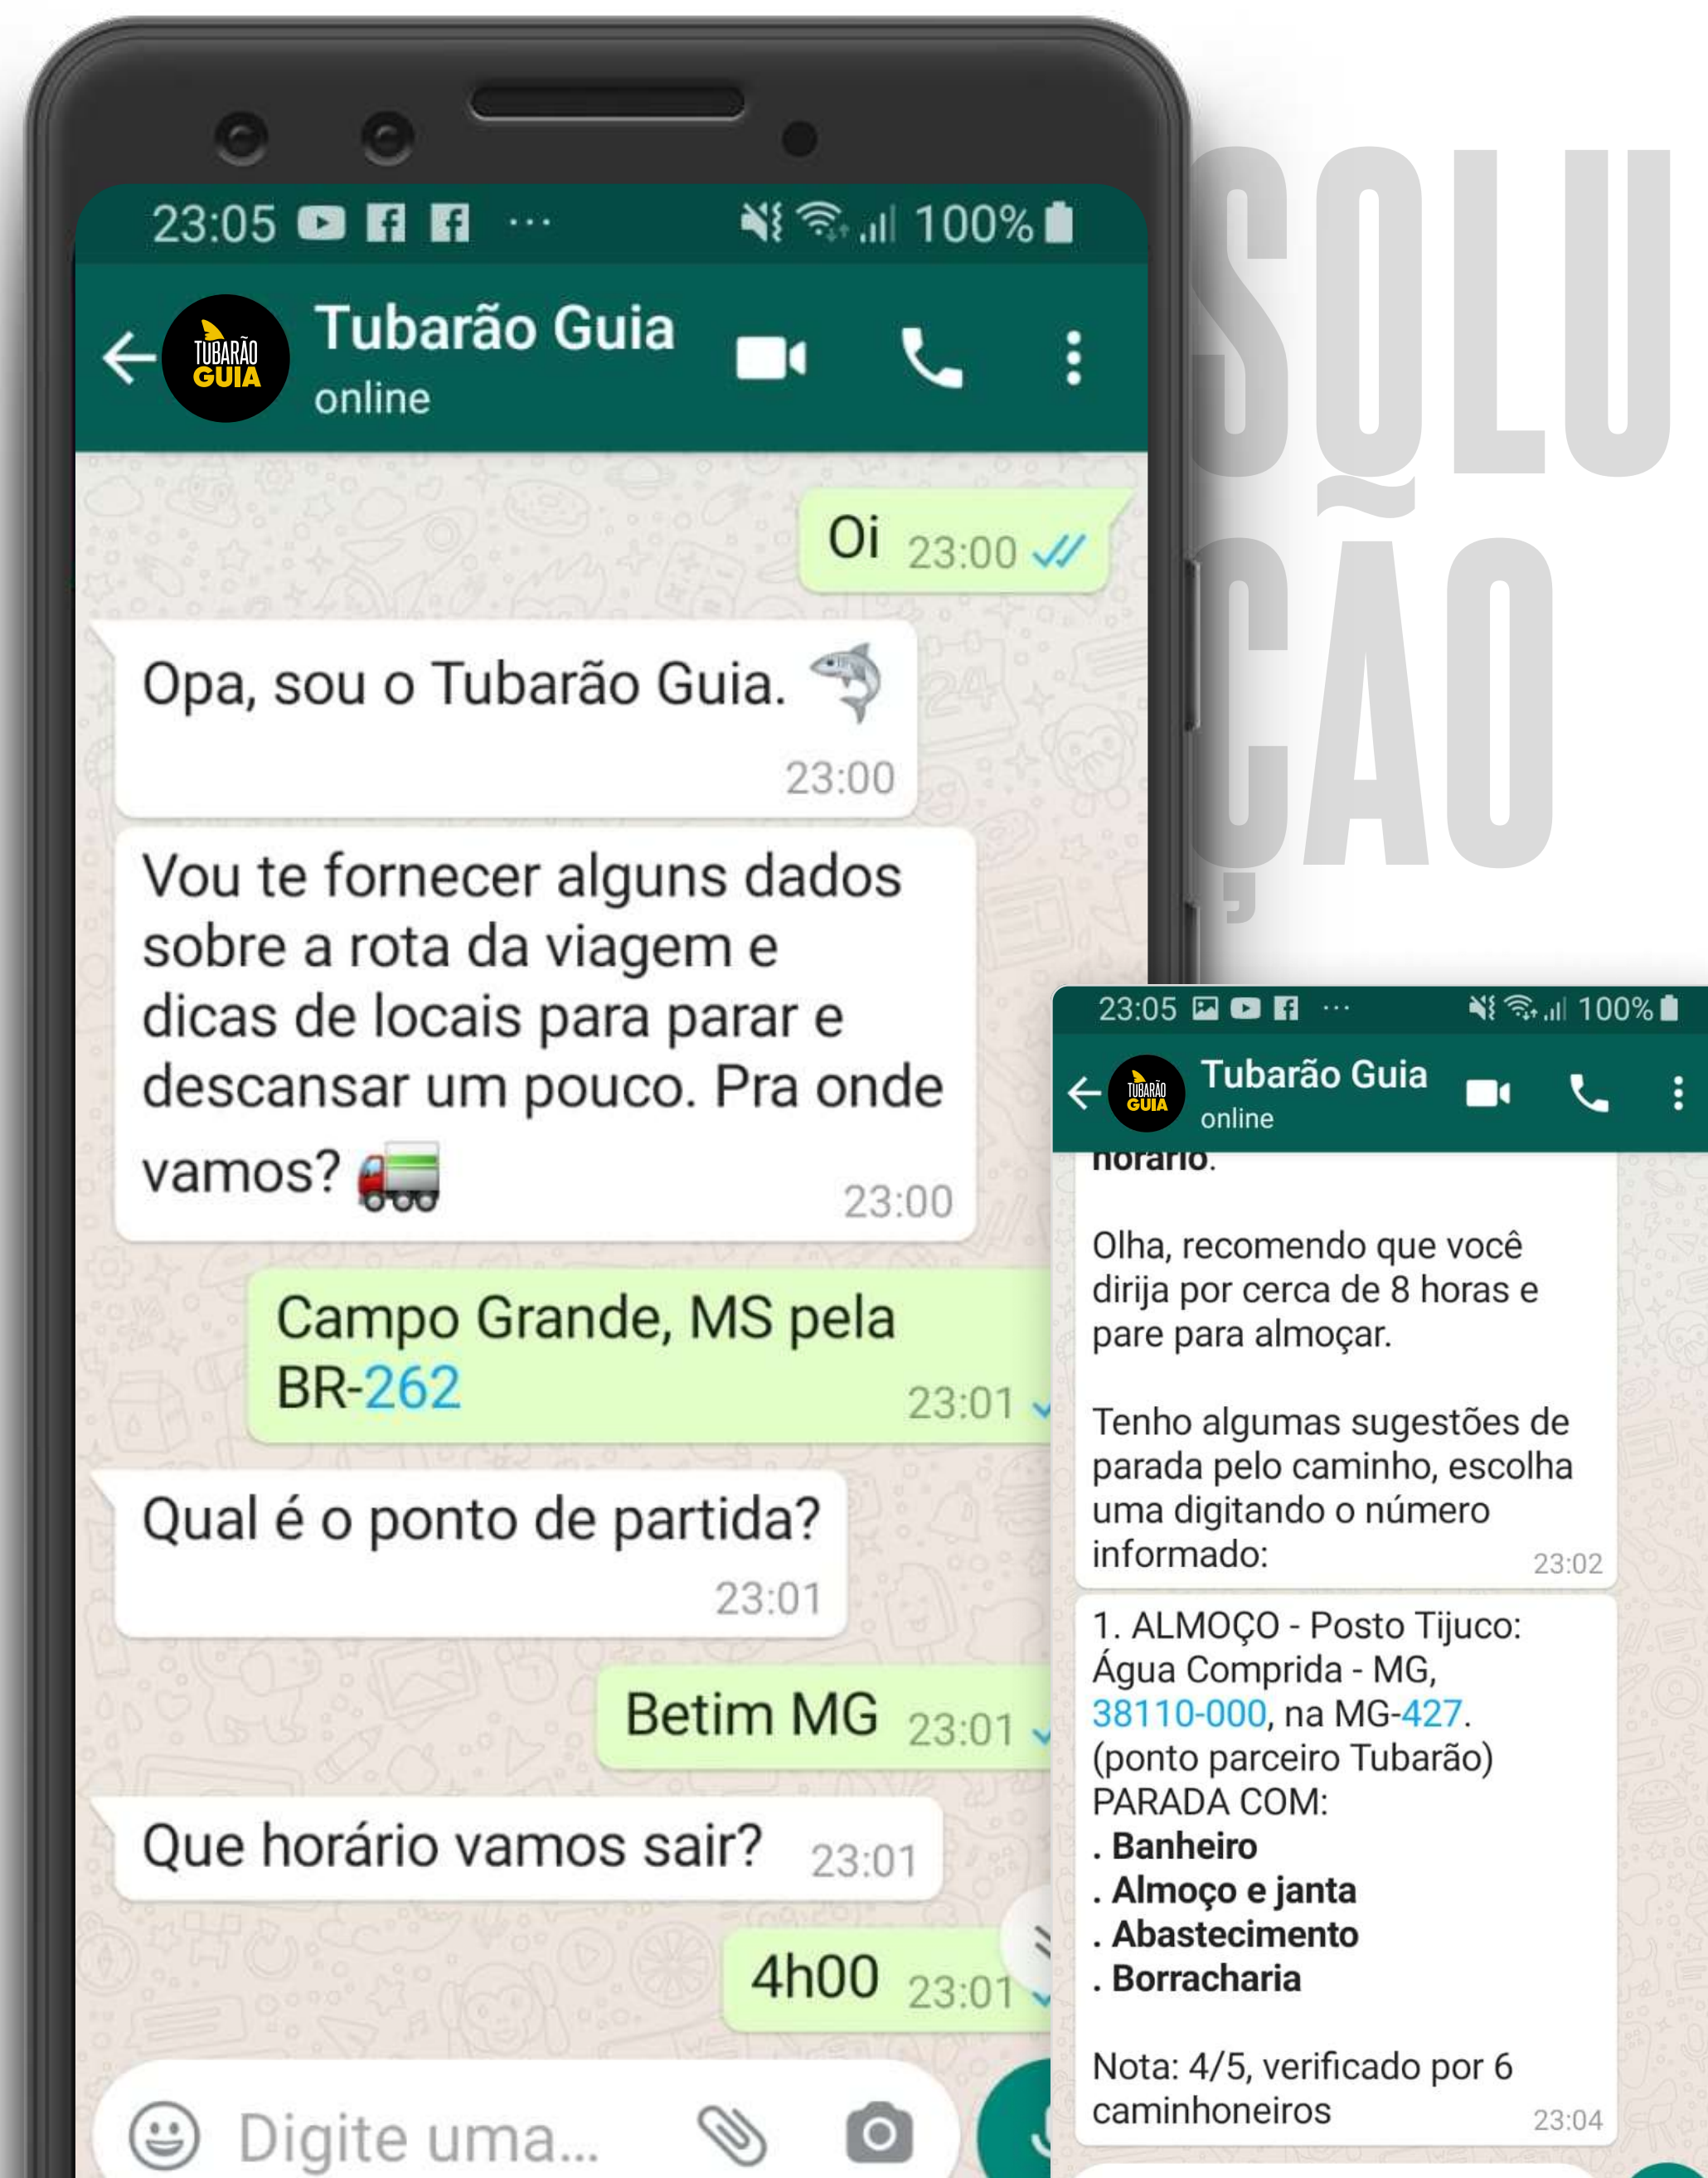 SOLU
ÇÃO
23:05 ... 100%
TUBARÃO
GUIA
Tubarão Guia
online
Oi 23:00
Opa, sou o Tubarão Guia. 🦈
23:00
Vou te fornecer alguns dados
sobre a rota da viagem e
dicas de locais para parar e
descansar um pouco. Pra onde
vamos? 🚛
23:00
Campo Grande, MS pela
BR-262
23:01
Qual é o ponto de partida?
23:01
Betim MG 23:01
Que horário vamos sair? 23:01
4h00 23:01
Digite uma...
23:05 ... 100%
TUBARÃO
GUIA
Tubarão Guia
online
horário.
Olha, recomendo que você
dirija por cerca de 8 horas e
pare para almoçar.
Tenho algumas sugestões de
parada pelo caminho, escolha
uma digitando o número
informado:
23:02
1. ALMOÇO - Posto Tijuco:
Água Comprida - MG,
38110-000, na MG-427.
(ponto parceiro Tubarão)
PARADA COM:
. Banheiro
. Almoço e janta
. Abastecimento
. Borracharia
Nota: 4/5, verificado por 6
caminhoneiros
23:04